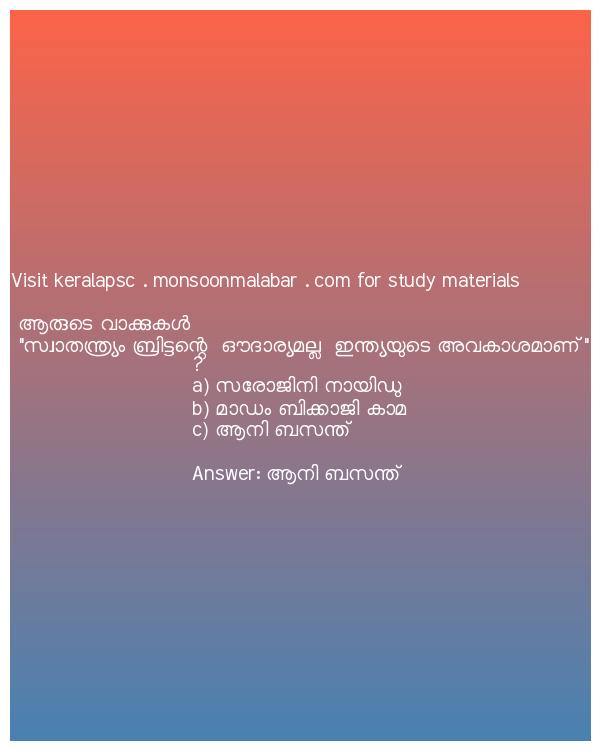 Visit keralapsc . monsoonmalabar . com for study materials
ആരുടെ വാക്കുകൾ
"സ്വാതന്ത്ര്യം ബ്രിട്ടന്റെ ഔദാര്യമല്ല ഇന്ത്യയുടെ അവകാശമാണ്"
?
a) സരോജിനി നായിഡു
b) മാഡം ബിക്കാജി കാമ
c) ആനി ബസന്ത്
Answer: ആനി ബസന്ത്